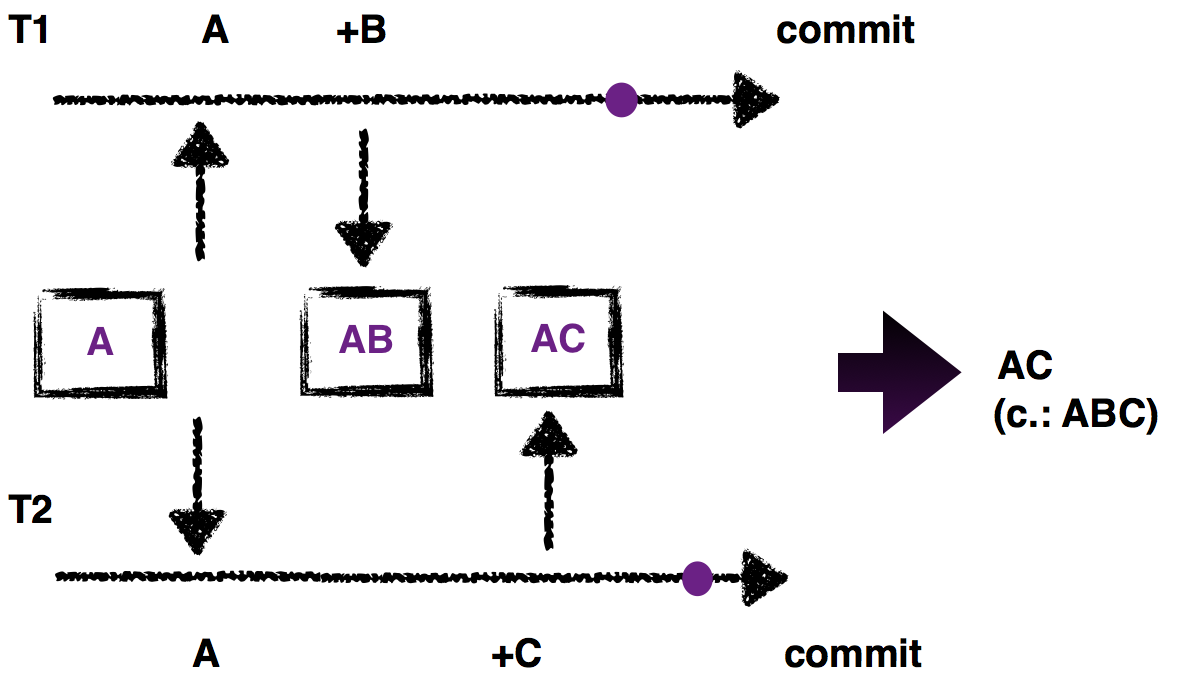 T1 A +B commit
A AB AC
AC
(c.: ABC)
T2
A +C commit